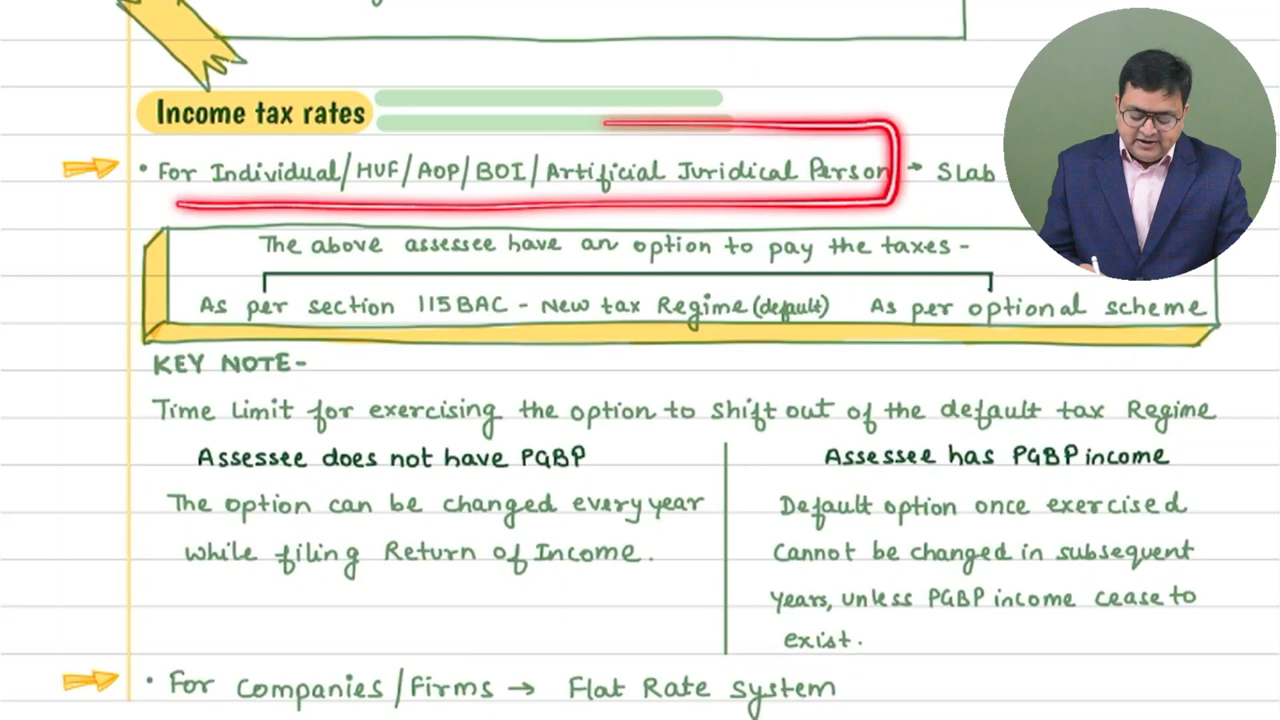 Income tax rates
• For Individual/HUF/AOP/BOI/Artificial Juridical Person → Slab
The above assessee have an option to pay the taxes -
As per section 115BAC - New tax Regime (default) As per optional scheme
KEY NOTE-
Time Limit for exercising the option to shift out of the default tax Regime
Assessee does not have PGBP
The option can be changed every year
while filing Return of Income.
Assessee has PGBP income
Default option once exercised
cannot be changed in subsequent
years, unless PGBP income cease to
exist.
• For Companies/Firms → Flat Rate system